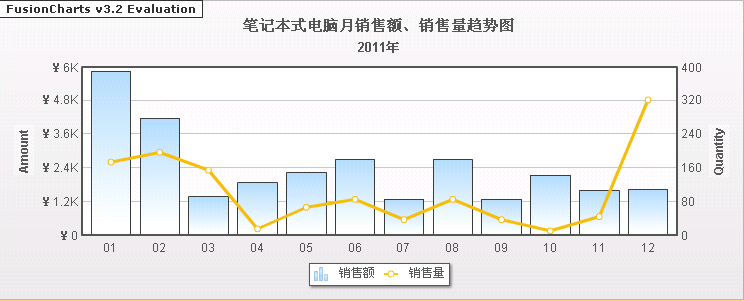 FusionCharts v3.2 Evaluation
笔记本式电脑月销售额、销售量趋势图
2011年
¥ 6K
¥ 4.8K
¥ 3.6K
¥ 2.4K
¥ 1.2K
¥ 0
Amount
400
320
240
160
80
0
Quantity
01 02 03 04 05 06 07 08 09 10 11 12
销售额 销售量